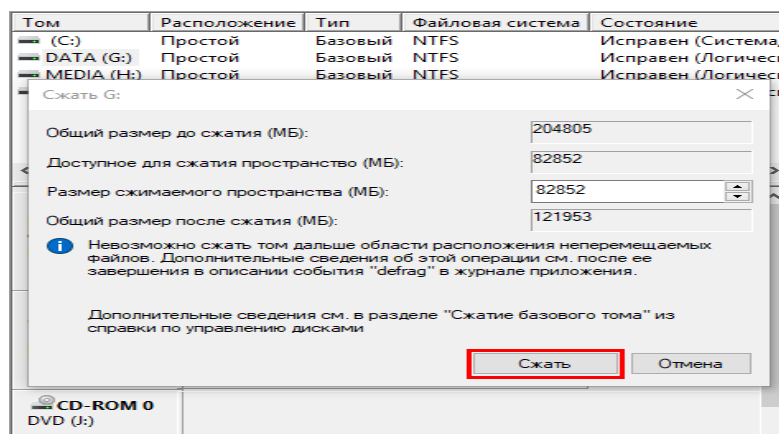 Том Расположение Тип Файловая система Состояние
(C:) Простой Базовый NTFS Исправен (Система,
DATA (G:) Простой Базовый NTFS Исправен (Логичес
MEDIA (H:) Простой Базовый NTFS Исправен (Логичес
Сжать G:
Общий размер до сжатия (МБ): 204805
Доступное для сжатия пространство (МБ): 82852
Размер сжимаемого пространства (МБ): 82852
Общий размер после сжатия (МБ): 121953
Невозможно сжать том дальше области расположения неперемещаемых
файлов. Дополнительные сведения об этой операции см. после ее
завершения в описании события "defrag" в журнале приложения.
Дополнительные сведения см. в разделе "Сжатие базового тома" из
справки по управлению дисками
Сжать Отмена
CD-ROM 0
DVD (J:)